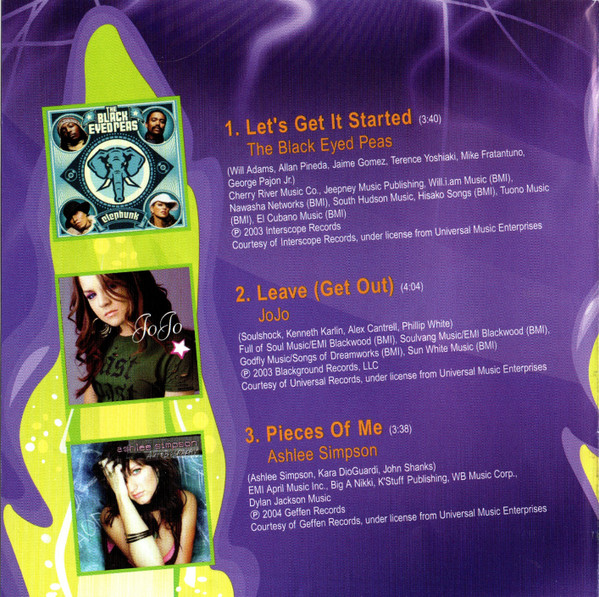 THE
BLACK
EYED PEAS
elephunk
1. Let's Get It Started (3:40)
The Black Eyed Peas
(Will Adams, Allan Pineda, Jaime Gomez, Terence Yoshiaki, Mike Fratantuno,
George Pajon Jr.)
Cherry River Music Co., Jeepney Music Publishing, Will.i.am Music (BMI),
Nawasha Networks (BMI), South Hudson Music, Hisako Songs (BMI), Tuono Music
(BMI), El Cubano Music (BMI)
℗ 2003 Interscope Records
Courtesy of Interscope Records, under license from Universal Music Enterprises
JoJo
2. Leave (Get Out) (4:04)
JoJo
(Soulshock, Kenneth Karlin, Alex Cantrell, Phillip White)
Full of Soul Music/EMI Blackwood (BMI), Soulvang Music/EMI Blackwood (BMI),
Godfly Music/Songs of Dreamworks (BMI), Sun White Music (BMI)
℗ 2003 Blackground Records, LLC
Courtesy of Universal Records, under license from Universal Music Enterprises
ashlee simpson
3. Pieces Of Me (3:38)
Ashlee Simpson
(Ashlee Simpson, Kara DioGuardi, John Shanks)
EMI April Music Inc., Big A Nikki, K'Stuff Publishing, WB Music Corp.,
Dylan Jackson Music
℗ 2004 Geffen Records
Courtesy of Geffen Records, under license from Universal Music Enterprises